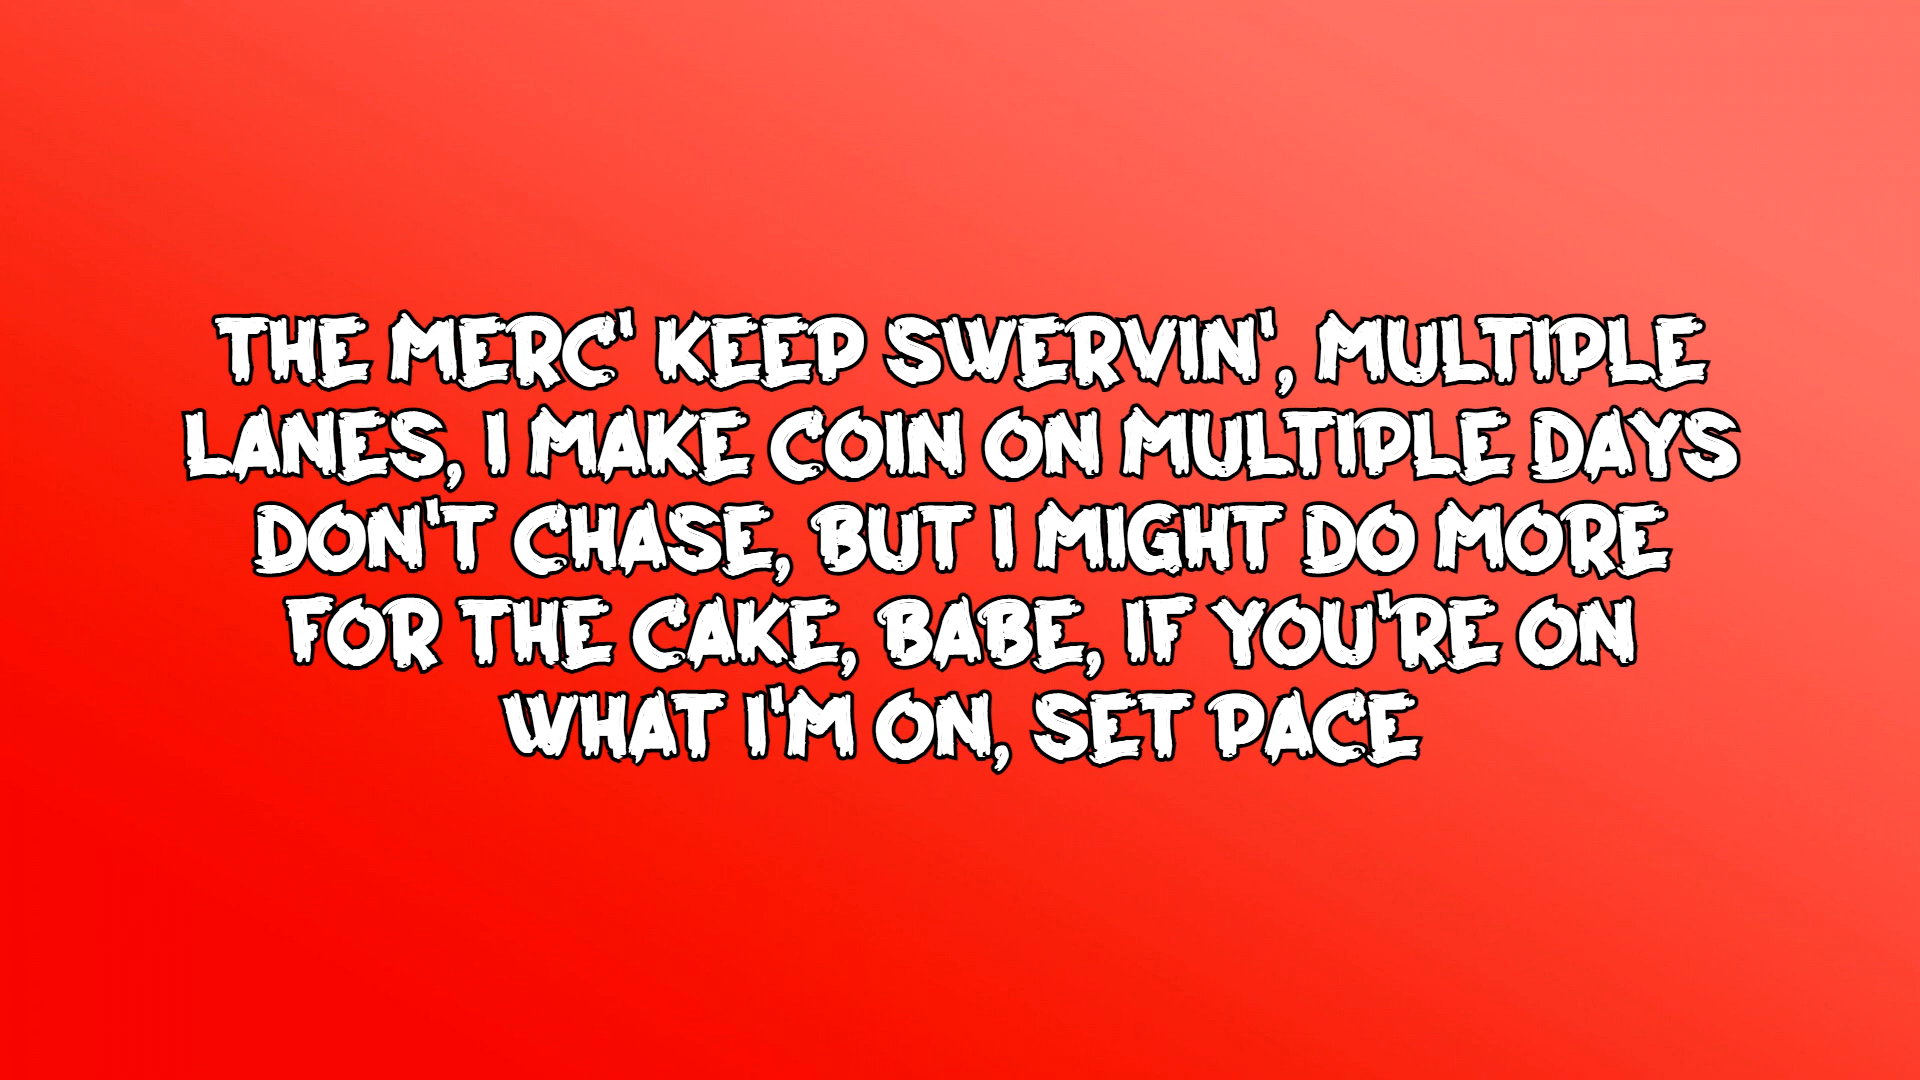 THE MERC' KEEP SWERVIN', MULTIPLE
LANES, I MAKE COIN ON MULTIPLE DAYS
DON'T CHASE, BUT I MIGHT DO MORE
FOR THE CAKE, BABE, IF YOU'RE ON
WHAT I'M ON, SET PACE